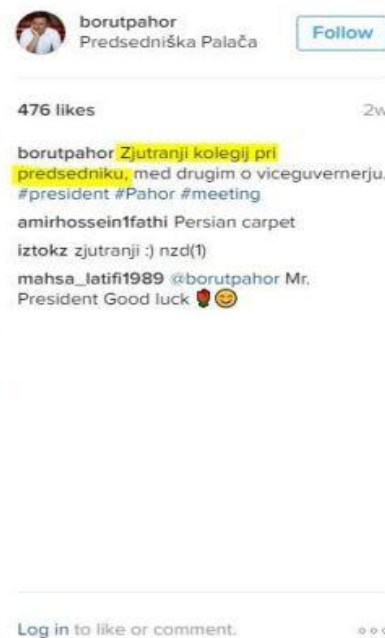 borutpahor
Predsedniška Palača
Follow
476 likes
2w
borutpahor Zjutranji kolegij pri
predsedniku, med drugim o viceguvernerju.
#president #Pahor #meeting
amirhossein1fathi Persian carpet
iztokz zjutranji :) nzd(1)
mahsa_latifi1989 @borutpahor Mr.
President Good luck 🌹😊
Log in to like or comment.